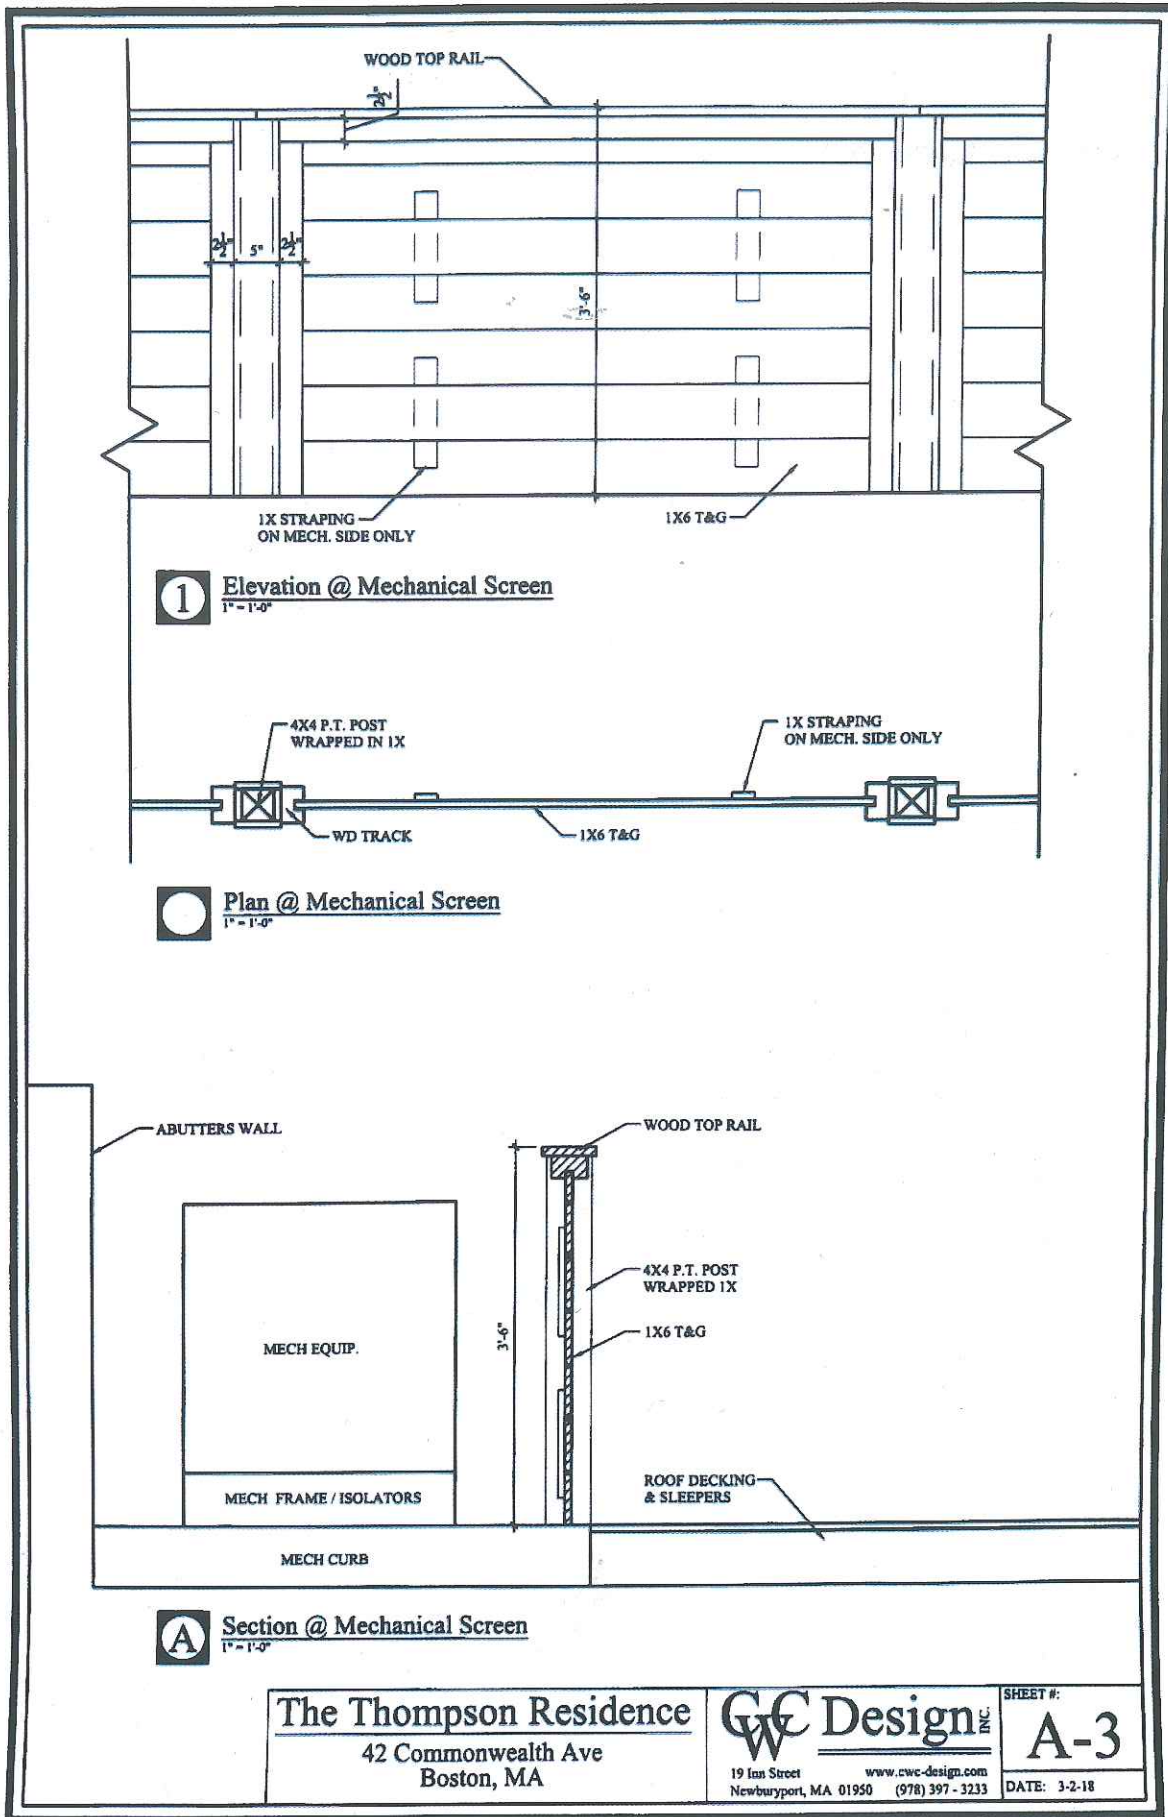 WOOD TOP RAIL
2½"
2½"
5"
2½"
3'-6"
1X STRAPING
ON MECH. SIDE ONLY
1X6 T&G
1
Elevation @ Mechanical Screen
1" = 1'-0"
4X4 P.T. POST
WRAPPED IN 1X
1X STRAPING
ON MECH. SIDE ONLY
WD TRACK
1X6 T&G
Plan @ Mechanical Screen
1" = 1'-0"
ABUTTERS WALL
WOOD TOP RAIL
4X4 P.T. POST
WRAPPED 1X
3'-6"
1X6 T&G
MECH EQUIP.
ROOF DECKING
& SLEEPERS
MECH FRAME / ISOLATORS
MECH CURB
A
Section @ Mechanical Screen
1" = 1'-0"
The Thompson Residence
42 Commonwealth Ave
Boston, MA
CWC Design INC.
19 Inn Street www.cwc-design.com
Newburyport, MA 01950 (978) 397 - 3233
SHEET #:
A-3
DATE: 3-2-18